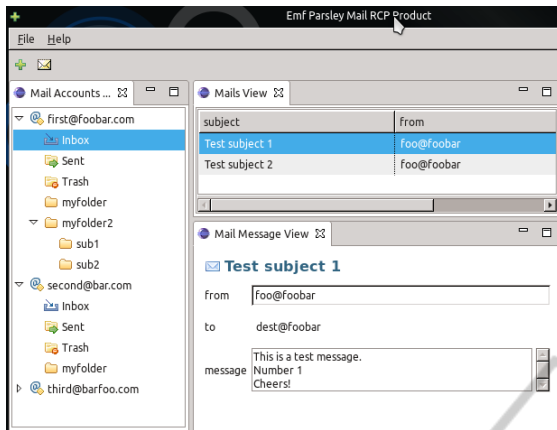 Emf Parsley Mail RCP Product
File Help
Mail Accounts ...
first@foobar.com
Inbox
Sent
Trash
myfolder
myfolder2
sub1
sub2
second@bar.com
Inbox
Sent
Trash
myfolder
third@barfoo.com
Mails View
subject from
Test subject 1 foo@foobar
Test subject 2 foo@foobar
Mail Message View
Test subject 1
from foo@foobar
to dest@foobar
message This is a test message.
Number 1
Cheers!